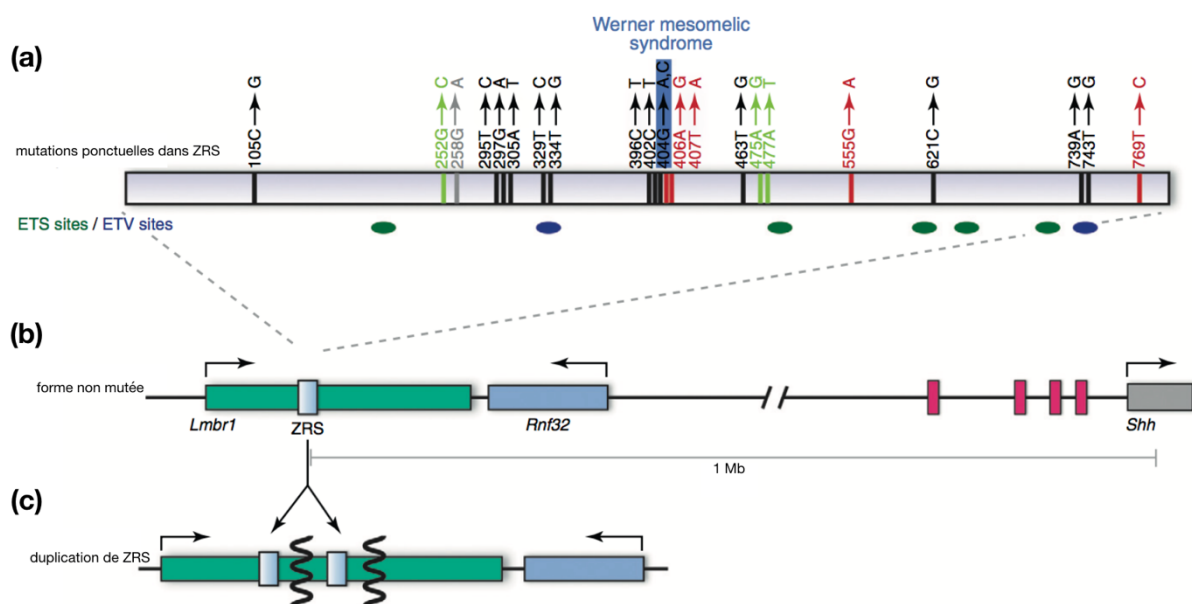 Werner mesomelic
syndrome
(a)
mutations ponctuelles dans ZRS
105C→G
252G→C
258G→A
295T→C
297G→A
305A→T
329T→C
334T→G
396C→T
402C→T
404G→A,C
406A→G
407T→A
463T→G
475A→G
477A→T
555G→A
621C→G
739A→G
743T→G
769T→C
ETS sites / ETV sites
(b)
forme non mutée
Lmbr1
ZRS
Rnf32
Shh
1 Mb
(c)
duplication de ZRS